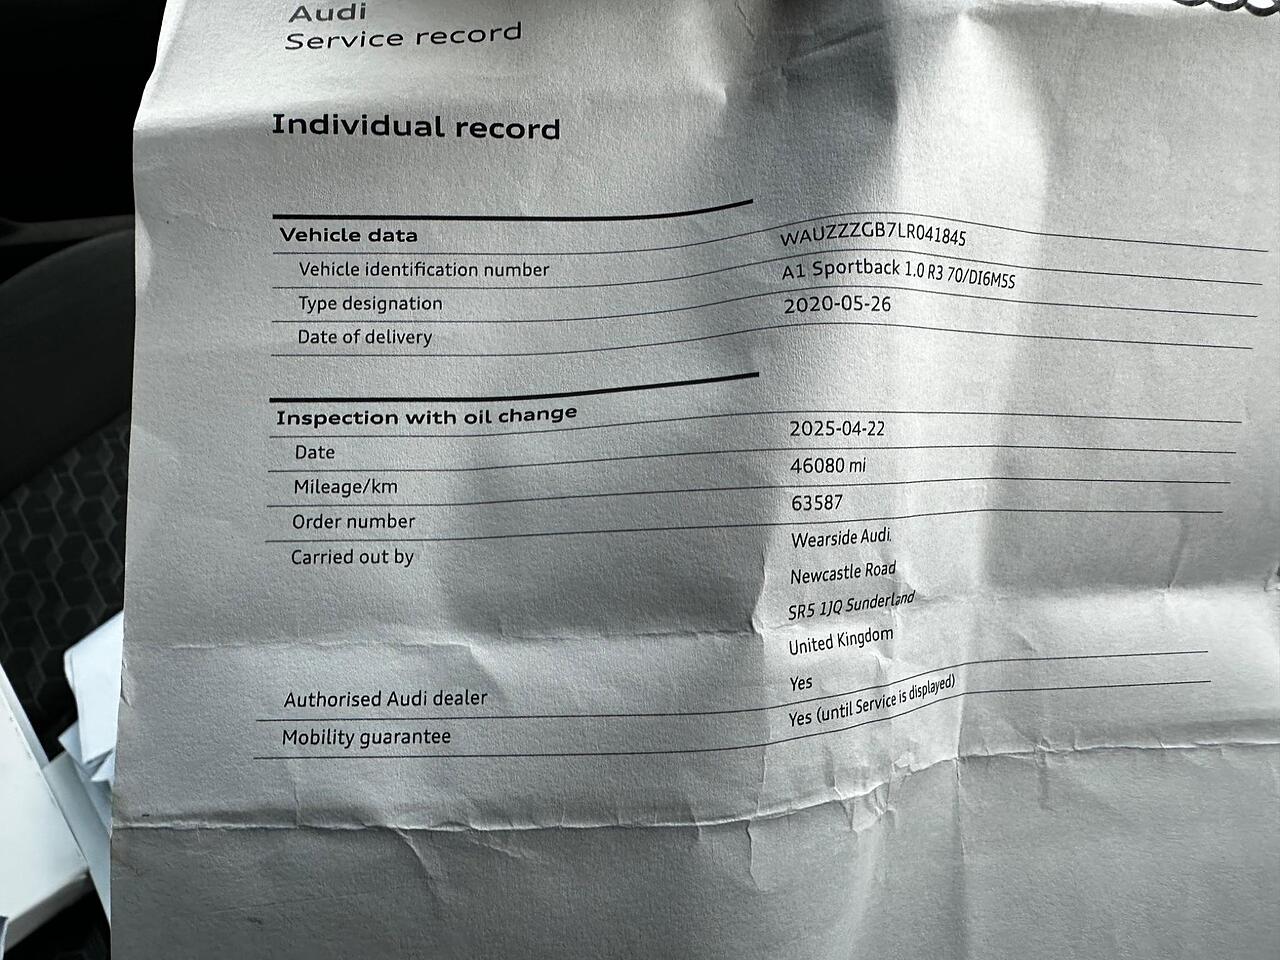 Audi
Service record
Individual record
Vehicle data
Vehicle identification number WAUZZZGB7LR041845
Type designation A1 Sportback 1.0 R3 70/DI6M5S
Date of delivery 2020-05-26
Inspection with oil change
Date 2025-04-22
Mileage/km 46080 mi
Order number 63587
Carried out by Wearside Audi,
Newcastle Road
SR5 1JQ Sunderland
United Kingdom
Authorised Audi dealer Yes
Mobility guarantee Yes (until Service is displayed)